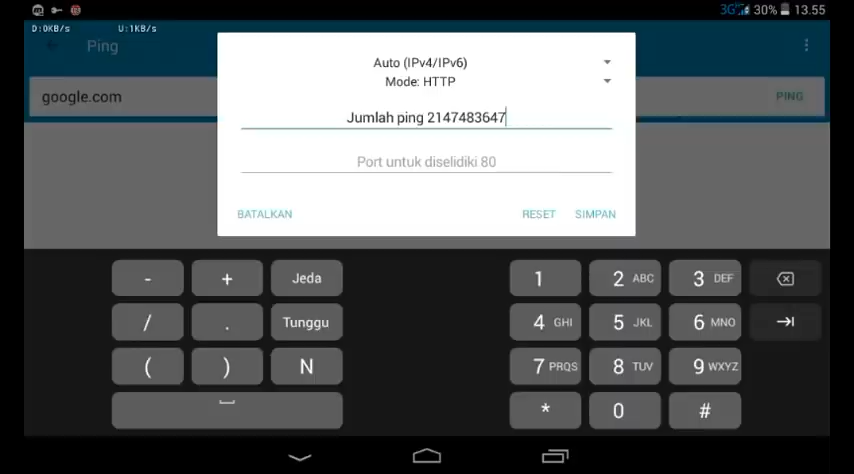 3G 30% 13.55
D:0KB/s U:1KB/s
Ping
Auto (IPv4/IPv6)
Mode: HTTP
google.com
PING
Jumlah ping 2147483647
Port untuk diselidiki 80
BATALKAN RESET SIMPAN
- + Jeda 1 2 ABC 3 DEF
/ . Tunggu 4 GHI 5 JKL 6 MNO
( ) N 7 PRQS 8 TUV 9 WXYZ
* 0 #